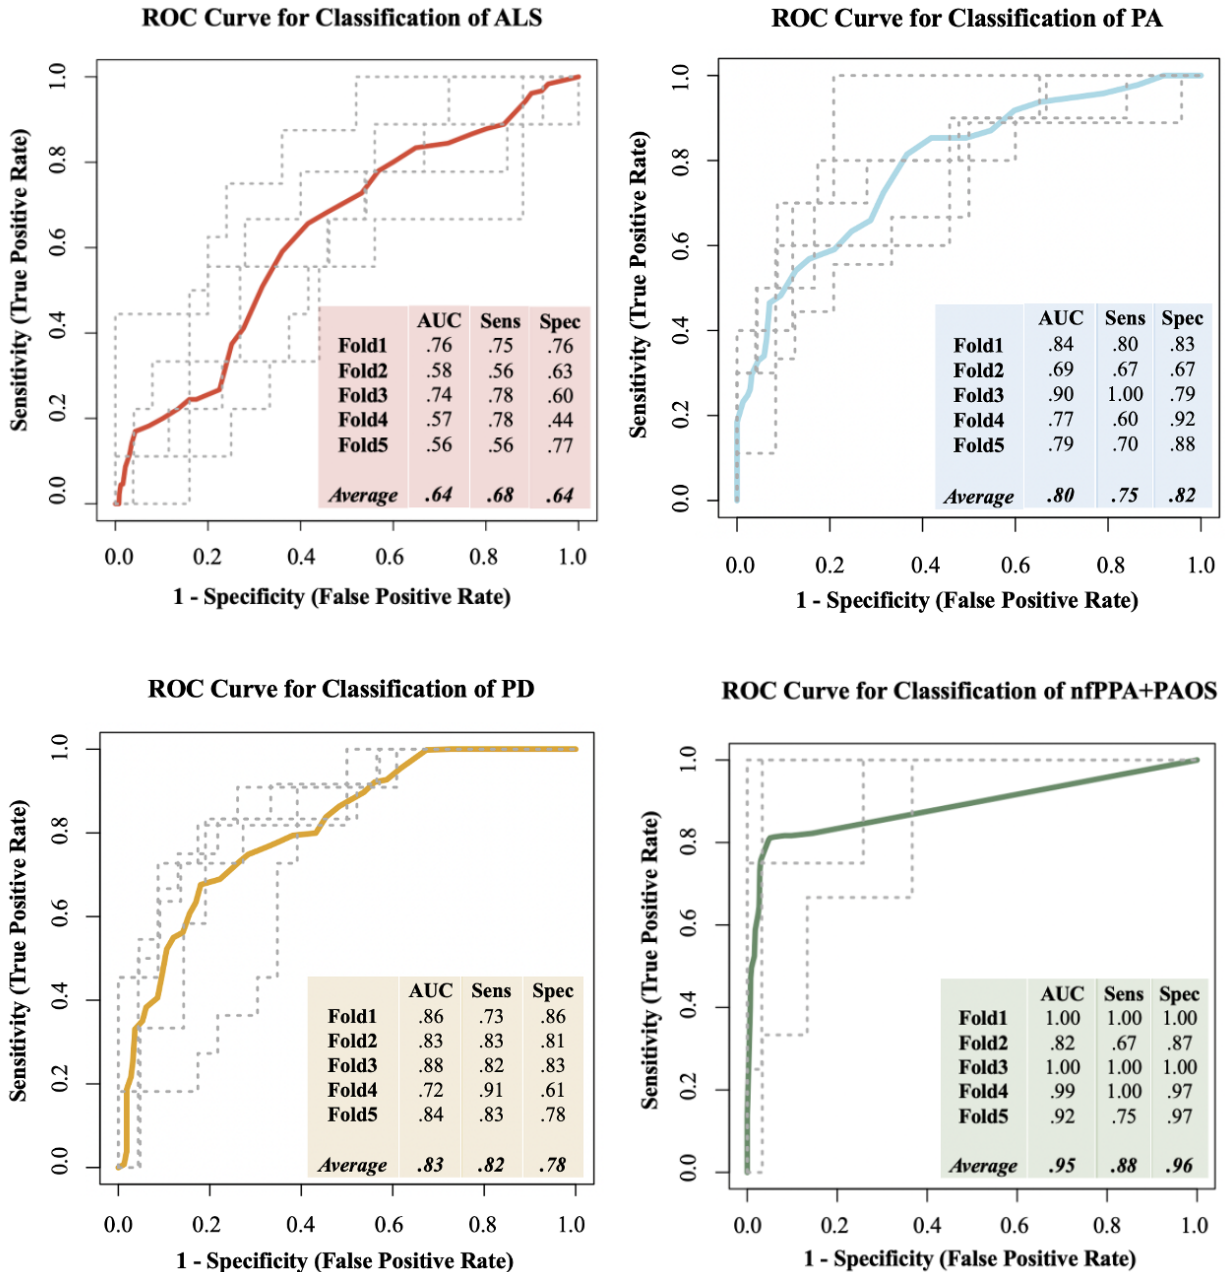 ROC Curve for Classification of ALS
Sensitivity (True Positive Rate)
1.0
0.8
0.6
0.4
0.2
0.0
AUC Sens Spec
Fold1 .76 .75 .76
Fold2 .58 .56 .63
Fold3 .74 .78 .60
Fold4 .57 .78 .44
Fold5 .56 .56 .77
Average .64 .68 .64
0.0 0.2 0.4 0.6 0.8 1.0
1 - Specificity (False Positive Rate)
ROC Curve for Classification of PA
Sensitivity (True Positive Rate)
1.0
0.8
0.6
0.4
0.2
0.0
AUC Sens Spec
Fold1 .84 .80 .83
Fold2 .69 .67 .67
Fold3 .90 1.00 .79
Fold4 .77 .60 .92
Fold5 .79 .70 .88
Average .80 .75 .82
0.0 0.2 0.4 0.6 0.8 1.0
1 - Specificity (False Positive Rate)
ROC Curve for Classification of PD
Sensitivity (True Positive Rate)
1.0
0.8
0.6
0.4
0.2
0.0
AUC Sens Spec
Fold1 .86 .73 .86
Fold2 .83 .83 .81
Fold3 .88 .82 .83
Fold4 .72 .91 .61
Fold5 .84 .83 .78
Average .83 .82 .78
0.0 0.2 0.4 0.6 0.8 1.0
1 - Specificity (False Positive Rate)
ROC Curve for Classification of nfPPA+PAOS
Sensitivity (True Positive Rate)
1.0
0.8
0.6
0.4
0.2
0.0
AUC Sens Spec
Fold1 1.00 1.00 1.00
Fold2 .82 .67 .87
Fold3 1.00 1.00 1.00
Fold4 .99 1.00 .97
Fold5 .92 .75 .97
Average .95 .88 .96
0.0 0.2 0.4 0.6 0.8 1.0
1 - Specificity (False Positive Rate)